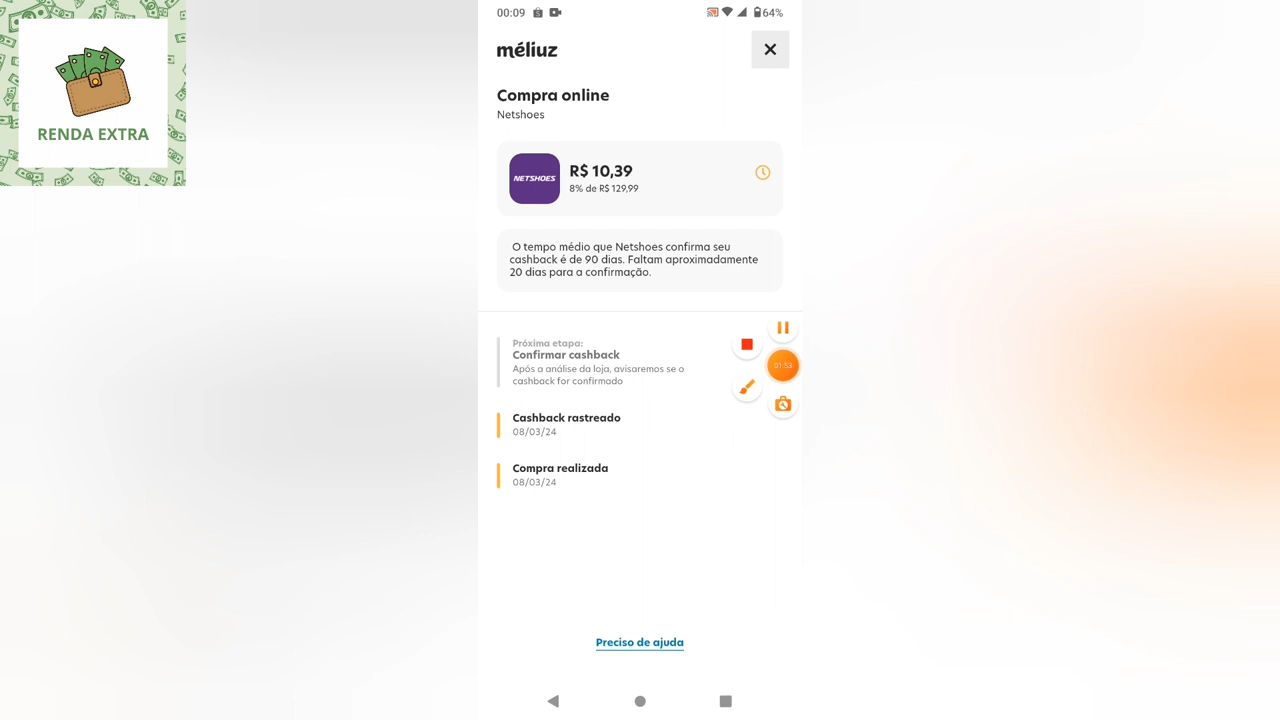 RENDA EXTRA
00:09
64%
méliuz
Compra online
Netshoes
NETSHOES
R$ 10,39
8% de R$ 129,99
O tempo médio que Netshoes confirma seu
cashback é de 90 dias. Faltam aproximadamente
20 dias para a confirmação.
Próxima etapa:
Confirmar cashback
Após a análise da loja, avisaremos se o
cashback for confirmado
01:53
Cashback rastreado
08/03/24
Compra realizada
08/03/24
Preciso de ajuda